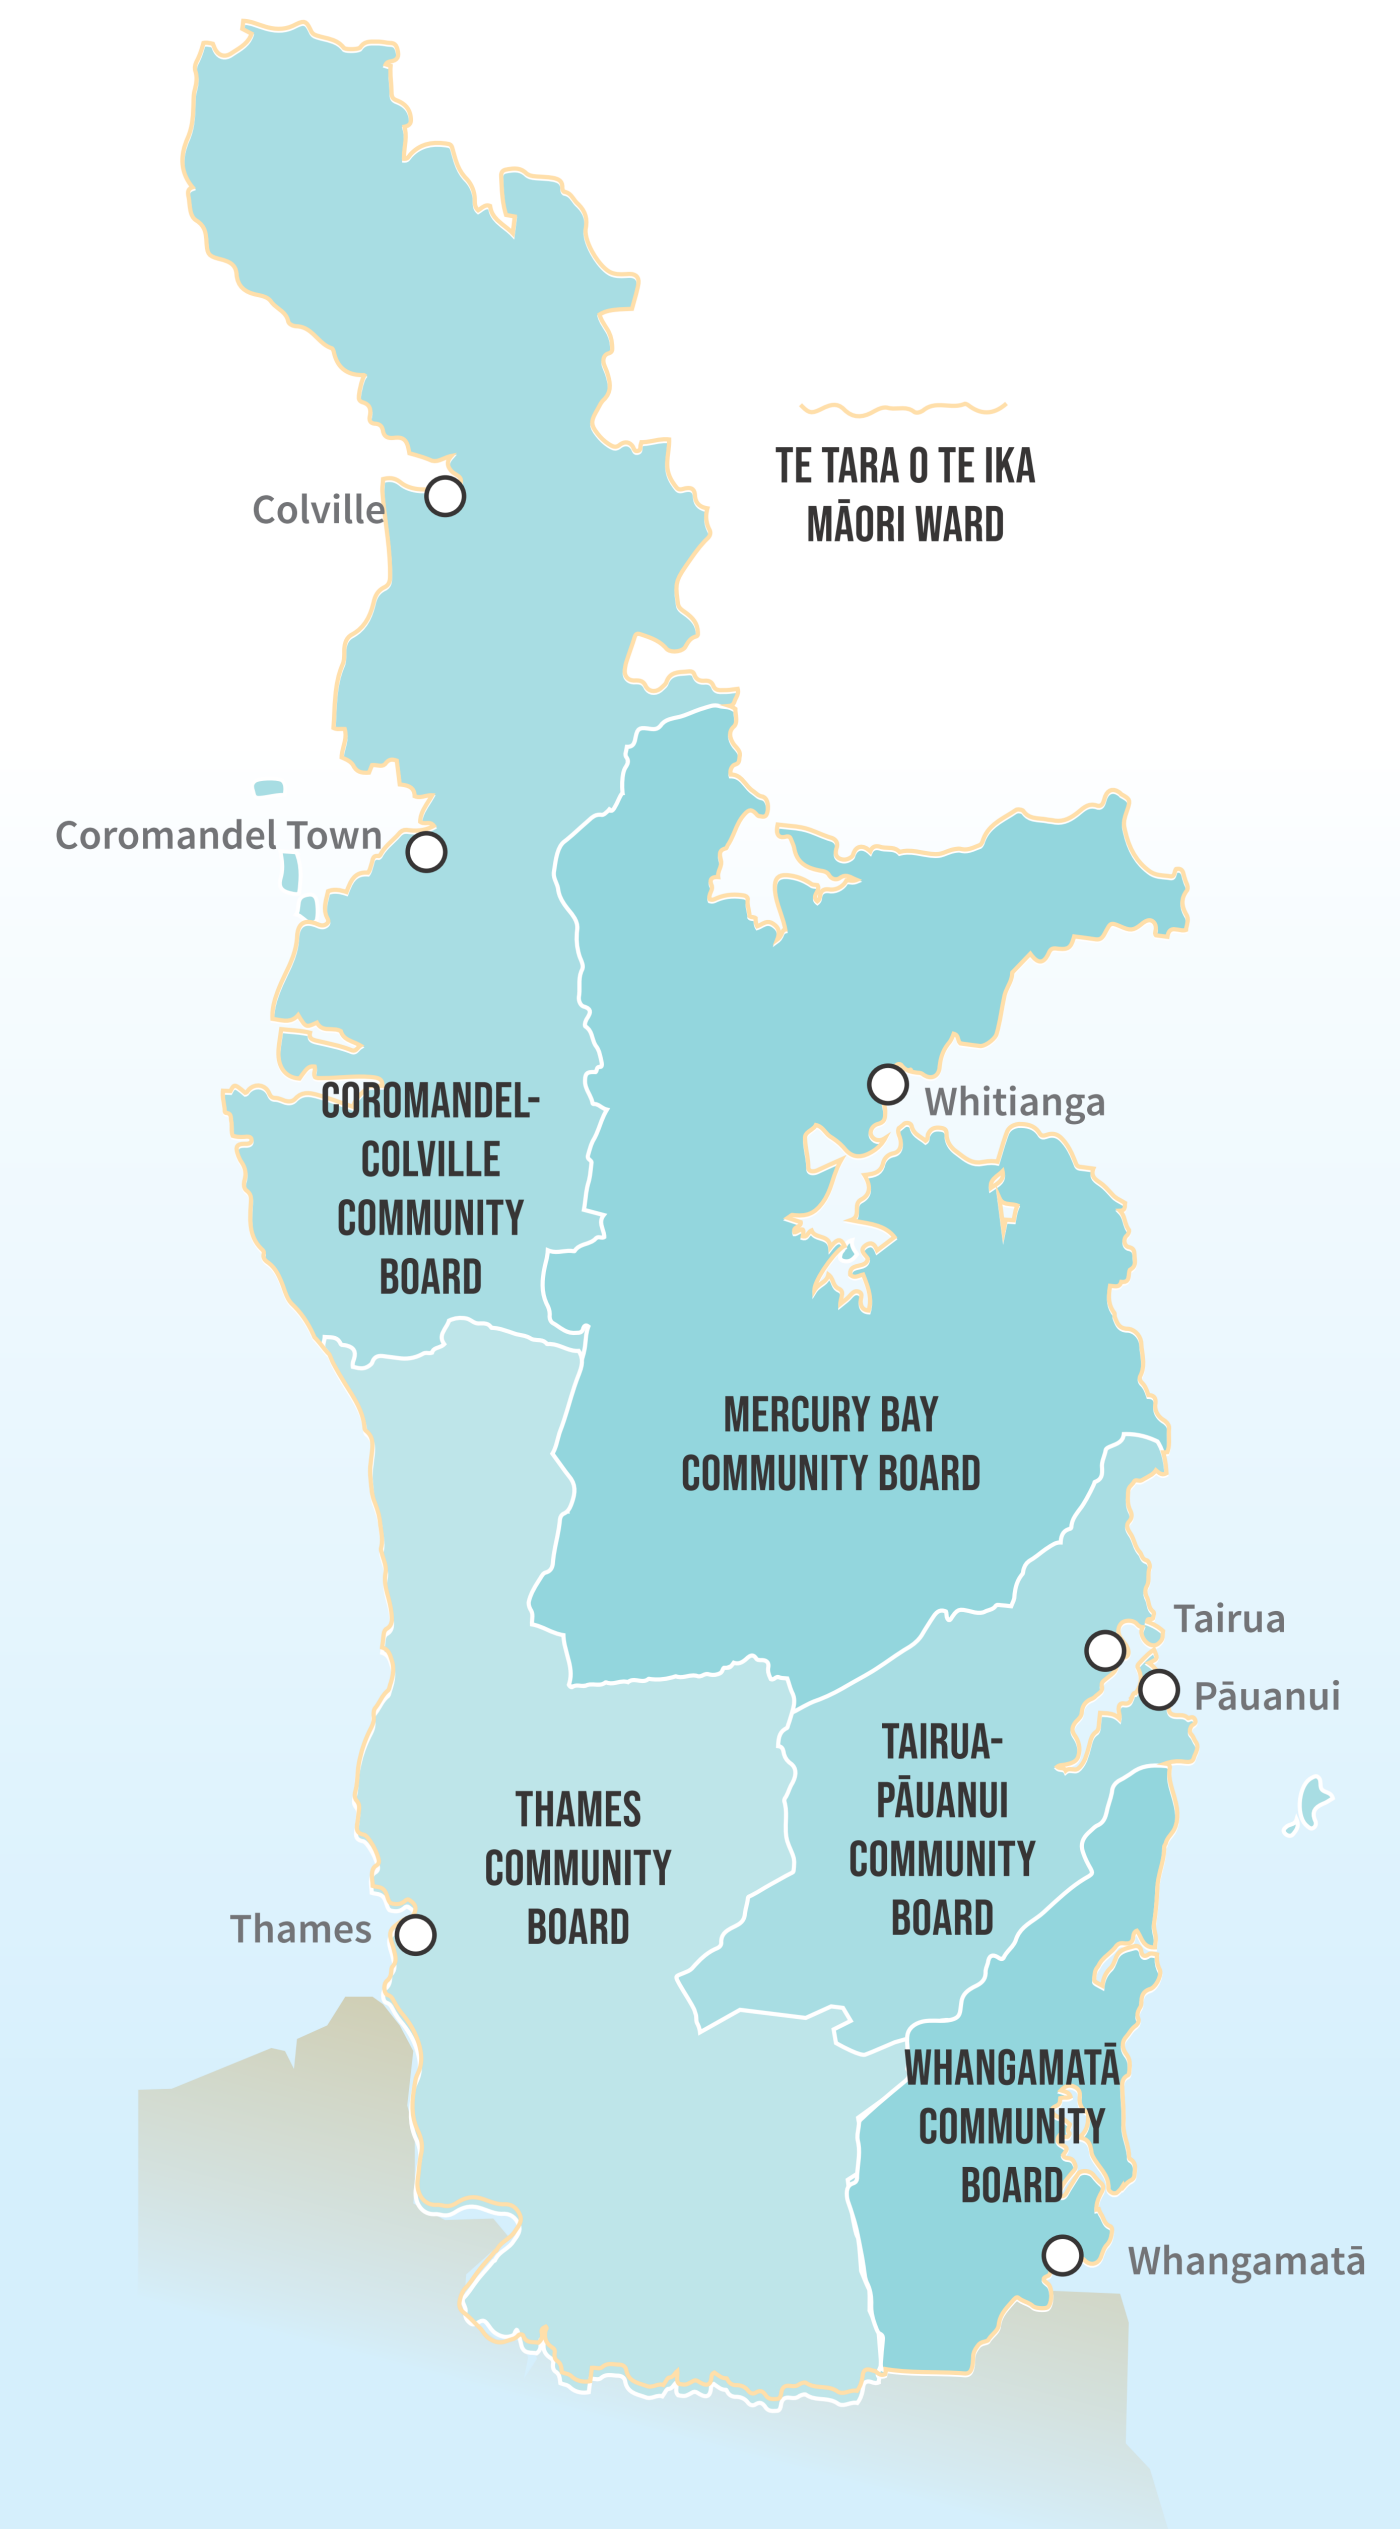 TE TARA O TE IKA
MĀORI WARD
Colville
Coromandel Town
Whitianga
COROMANDEL-
COLVILLE
COMMUNITY
BOARD
MERCURY BAY
COMMUNITY BOARD
Tairua
Pāuanui
TAIRUA-
PĀUANUI
COMMUNITY
BOARD
THAMES
COMMUNITY
BOARD
Thames
WHANGAMATĀ
COMMUNITY
BOARD
Whangamatā